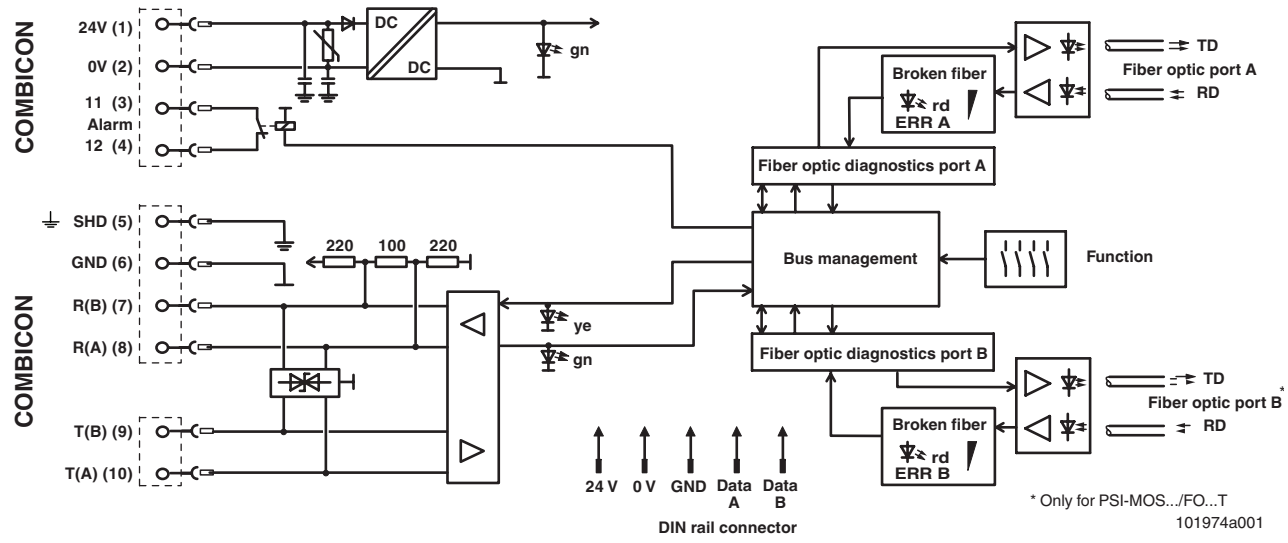 COMBICON
24V (1)
0V (2)
11 (3)
Alarm
12 (4)
DC
DC
gn
COMBICON
SHD (5)
GND (6)
R(B) (7)
R(A) (8)
T(B) (9)
T(A) (10)
220 100 220
ye
gn
Broken fiber
rd
ERR A
TD
Fiber optic port A
RD
Fiber optic diagnostics port A
Bus management
Function
Fiber optic diagnostics port B
Broken fiber
rd
ERR B
TD
Fiber optic port B*
RD
24 V 0 V GND Data A Data B
DIN rail connector
* Only for PSI-MOS.../FO...T
101974a001